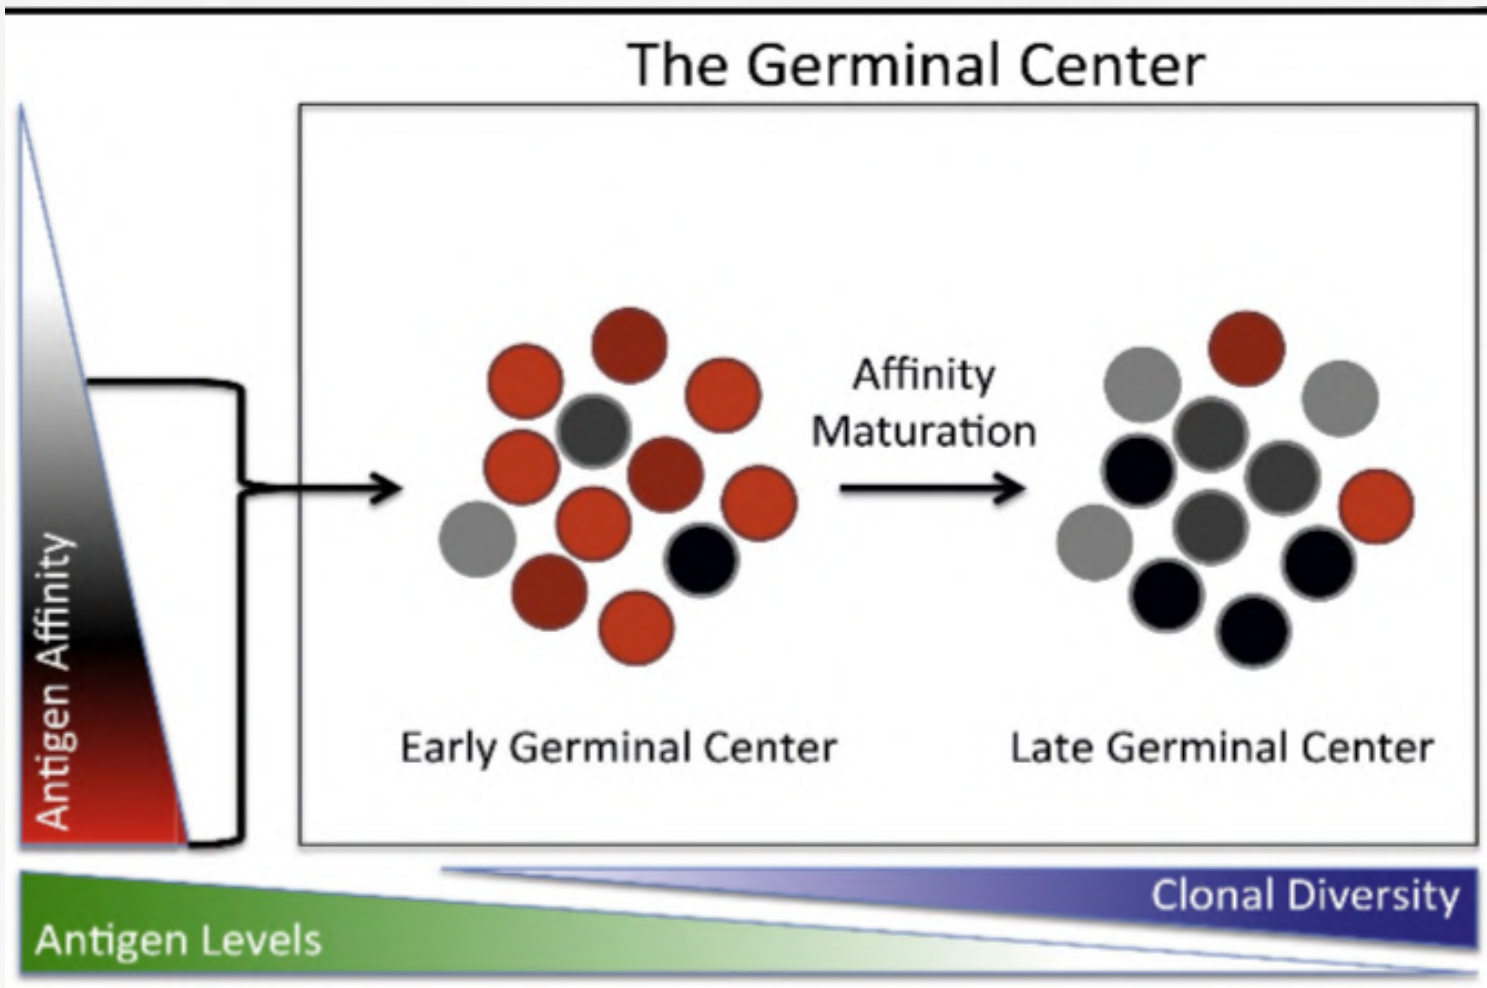 The Germinal Center
Affinity
Maturation
Antigen Affinity
Early Germinal Center
Late Germinal Center
Clonal Diversity
Antigen Levels